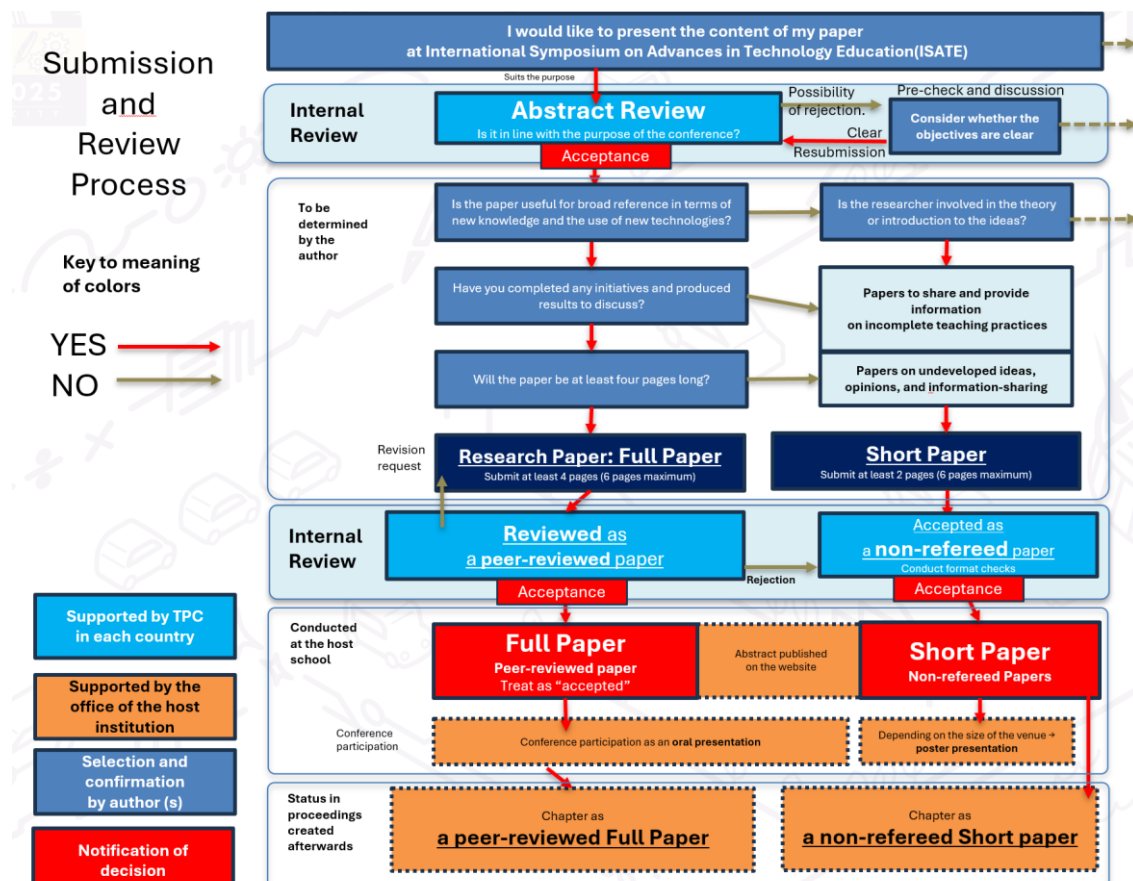 025
Submission
and
Review
Process
Key to meaning
of colors
YES
NO
Supported by TPC
in each country
Supported by the
office of the host
institution
Selection and
confirmation
by author (s)
Notification of
decision
I would like to present the content of my paper
at International Symposium on Advances in Technology Education(ISATE)
Suits the purpose
Internal
Review
Abstract Review
Is it in line with the purpose of the conference?
Acceptance
Possibility
of rejection.
Clear
Resubmission
Pre-check and discussion
Consider whether the
objectives are clear
To be
determined
by the
author
Is the paper useful for broad reference in terms of
new knowledge and the use of new technologies?
Is the researcher involved in the theory
or introduction to the ideas?
Have you completed any initiatives and produced
results to discuss?
Papers to share and provide
information
on incomplete teaching practices
Will the paper be at least four pages long?
Papers on undeveloped ideas,
opinions, and information-sharing
Revision
request
Research Paper: Full Paper
Submit at least 4 pages (6 pages maximum)
Short Paper
Submit at least 2 pages (6 pages maximum)
Internal
Review
Reviewed as
a peer-reviewed paper
Rejection
Accepted as
a non-refereed paper
Conduct format checks
Acceptance
Acceptance
Conducted
at the host
school
Full Paper
Peer-reviewed paper
Treat as “accepted”
Abstract published
on the website
Short Paper
Non-refereed Papers
Conference
participation
Conference participation as an oral presentation
Depending on the size of the venue →
poster presentation
Status in
proceedings
created
afterwards
Chapter as
a peer-reviewed Full Paper
Chapter as
a non-refereed Short paper